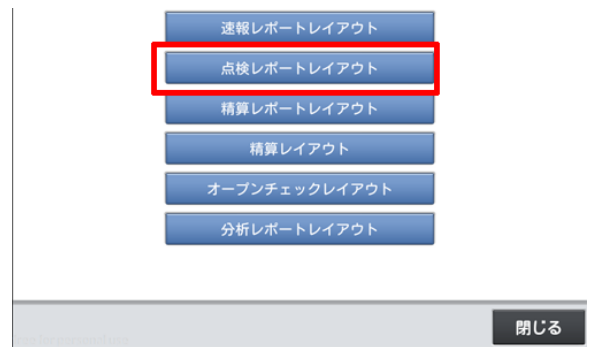 速報レポートレイアウト
点検レポートレイアウト
精算レポートレイアウト
精算レイアウト
オープンチェックレイアウト
分析レポートレイアウト
閉じる